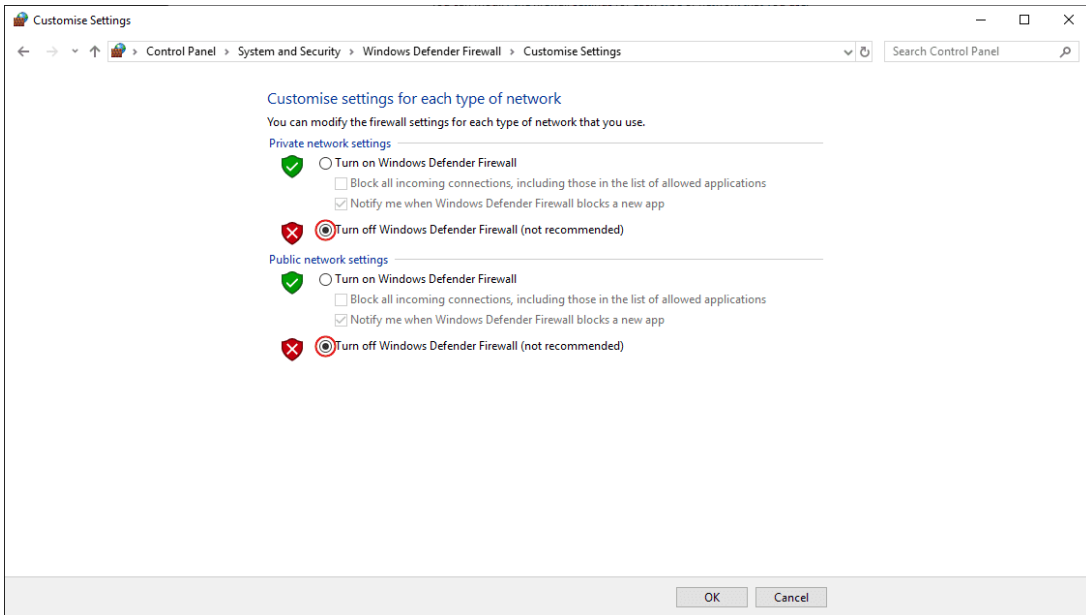 Customise Settings
Control Panel > System and Security > Windows Defender Firewall > Customise Settings
Search Control Panel
Customise settings for each type of network
You can modify the firewall settings for each type of network that you use.
Private network settings
Turn on Windows Defender Firewall
Block all incoming connections, including those in the list of allowed applications
Notify me when Windows Defender Firewall blocks a new app
Turn off Windows Defender Firewall (not recommended)
Public network settings
Turn on Windows Defender Firewall
Block all incoming connections, including those in the list of allowed applications
Notify me when Windows Defender Firewall blocks a new app
Turn off Windows Defender Firewall (not recommended)
OK Cancel